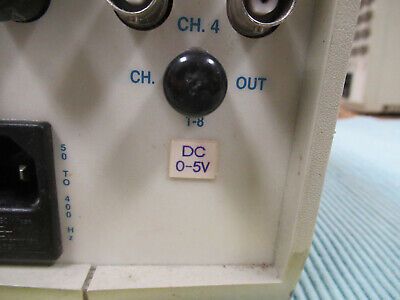 CH. 4
CH. OUT
1-8
DC
0-5V
50 TO 400 Hz